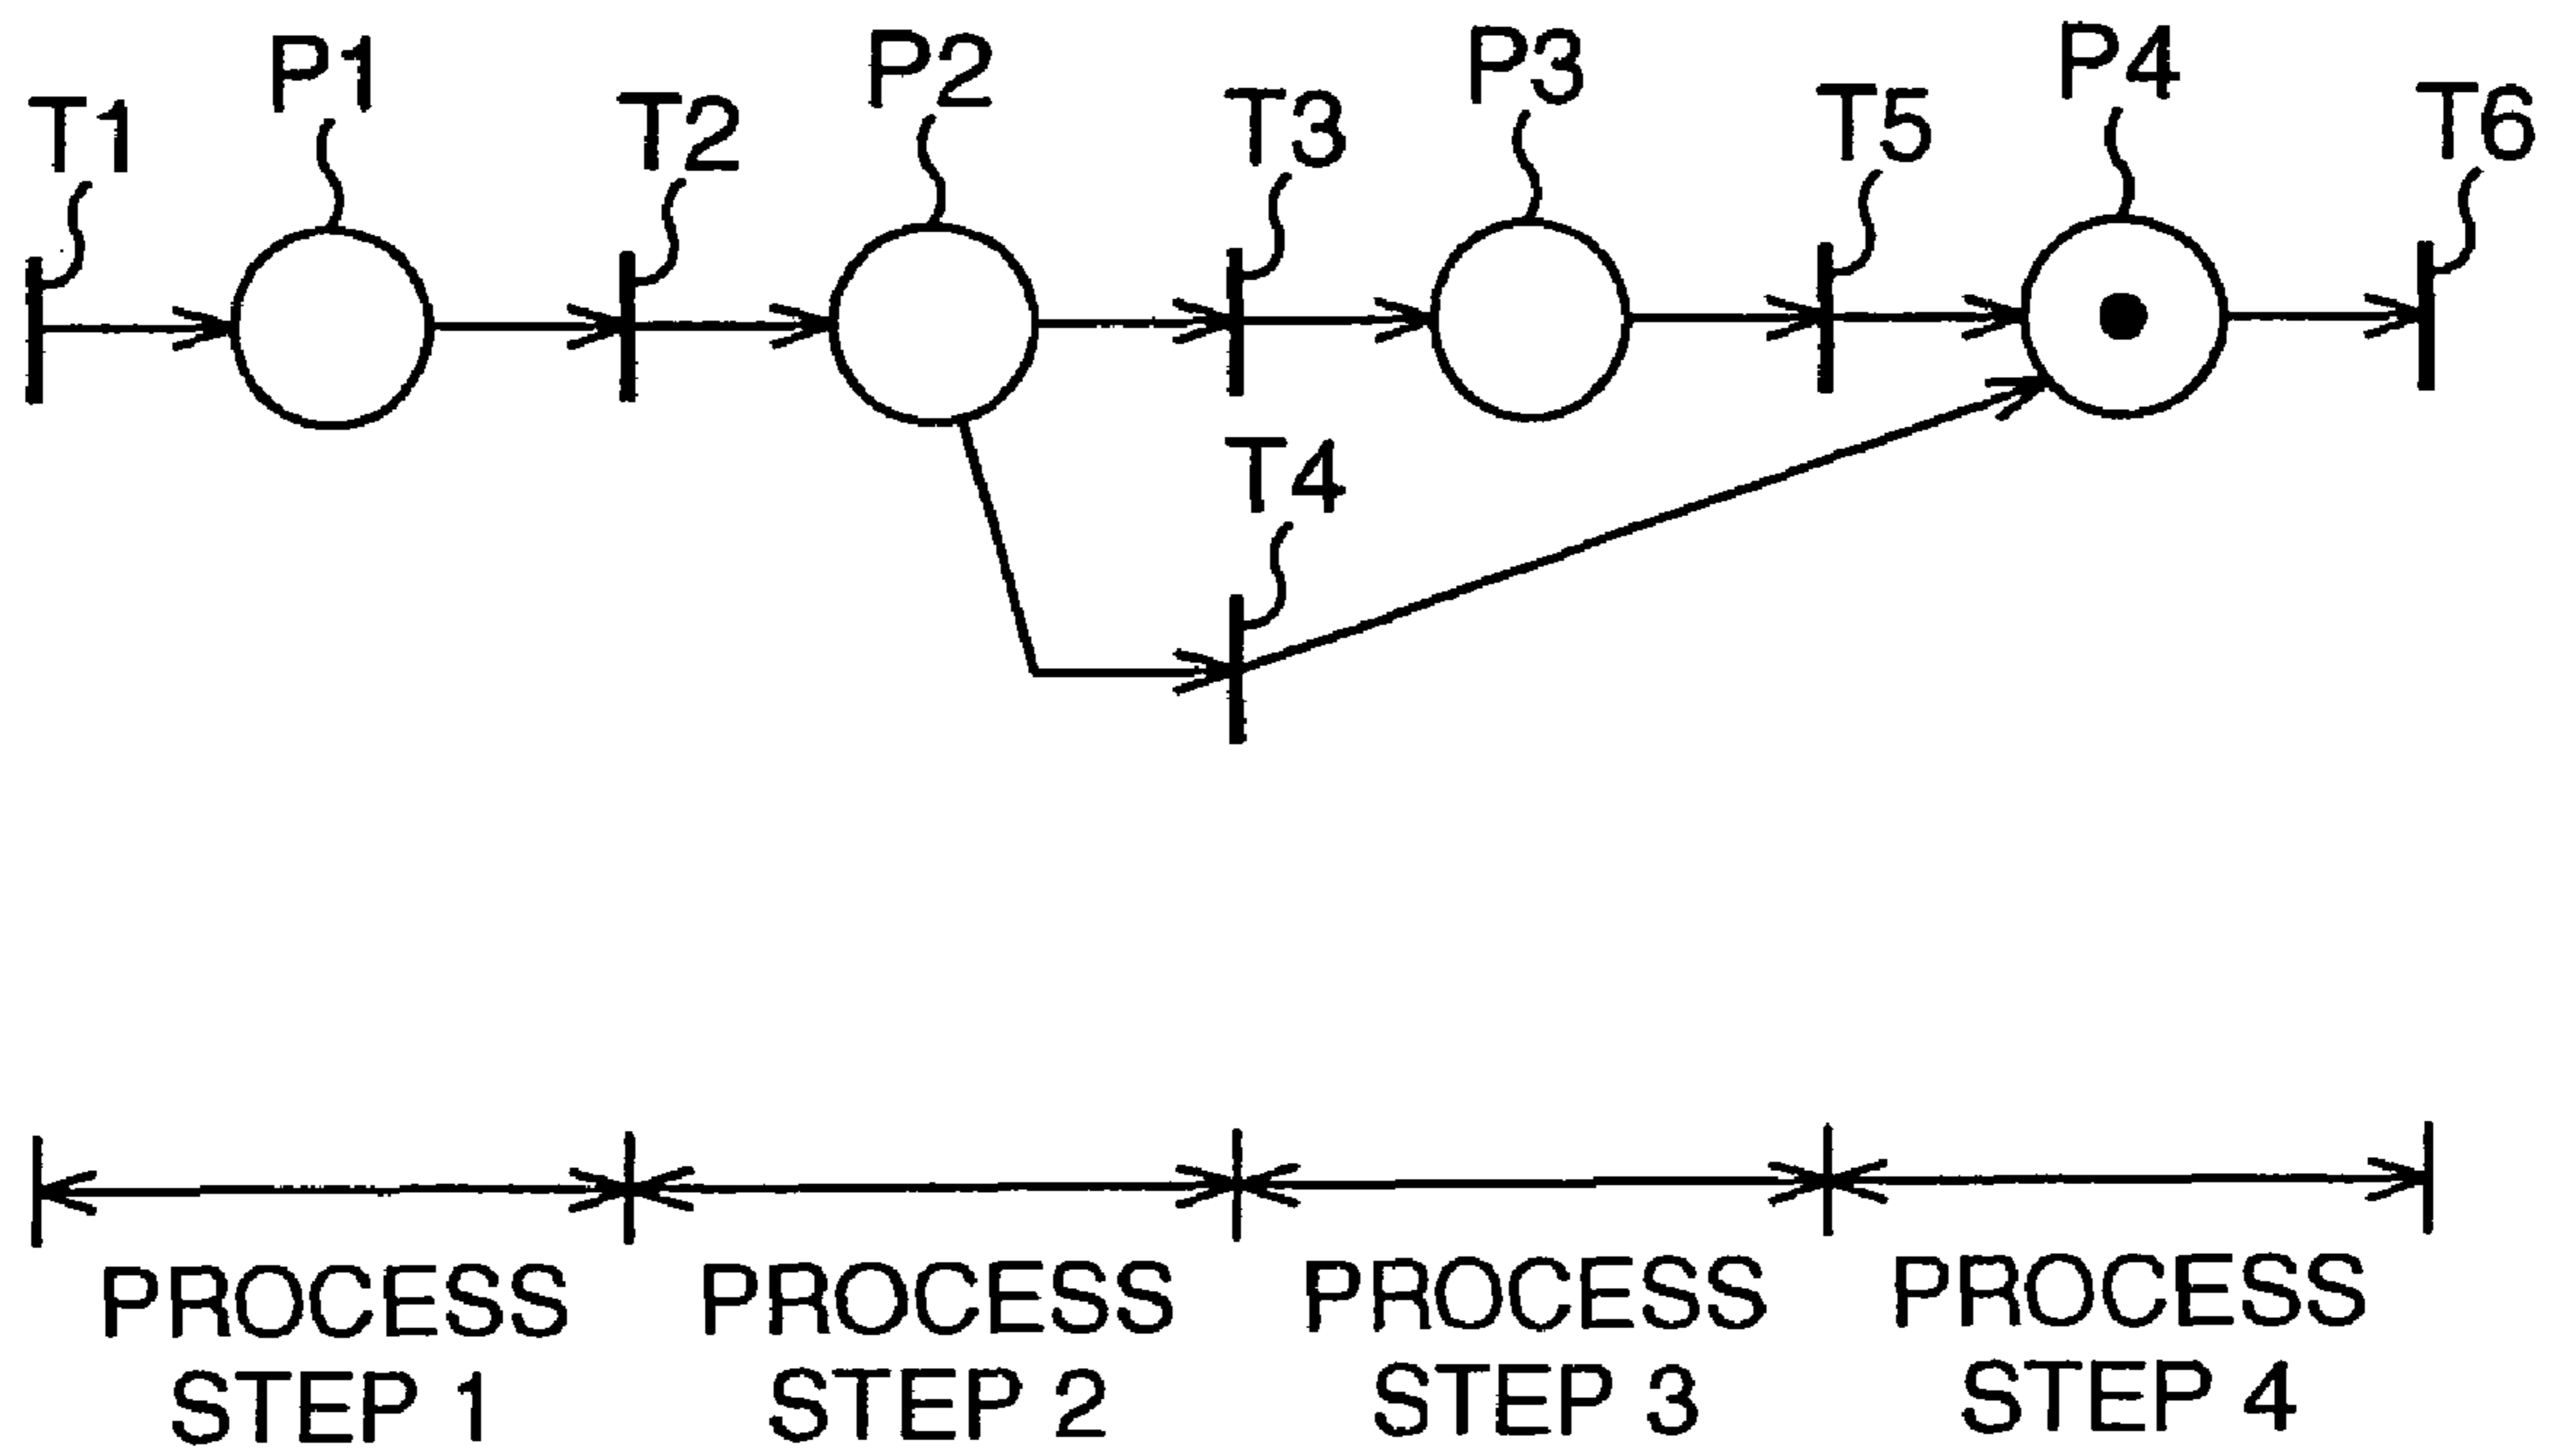 P1 P2 P3 P4
T1 T2 T3 T5 T6
T4
PROCESS PROCESS PROCESS PROCESS
STEP 1 STEP 2 STEP 3 STEP 4